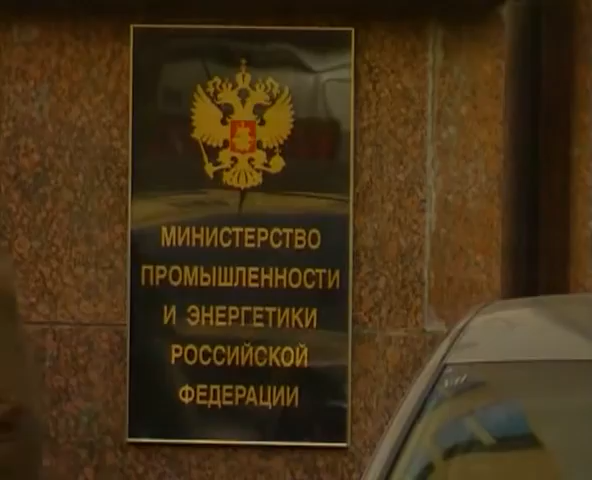 МИНИСТЕРСТВО
ПРОМЫШЛЕННОСТИ
И ЭНЕРГЕТИКИ
РОССИЙСКОЙ
ФЕДЕРАЦИИ